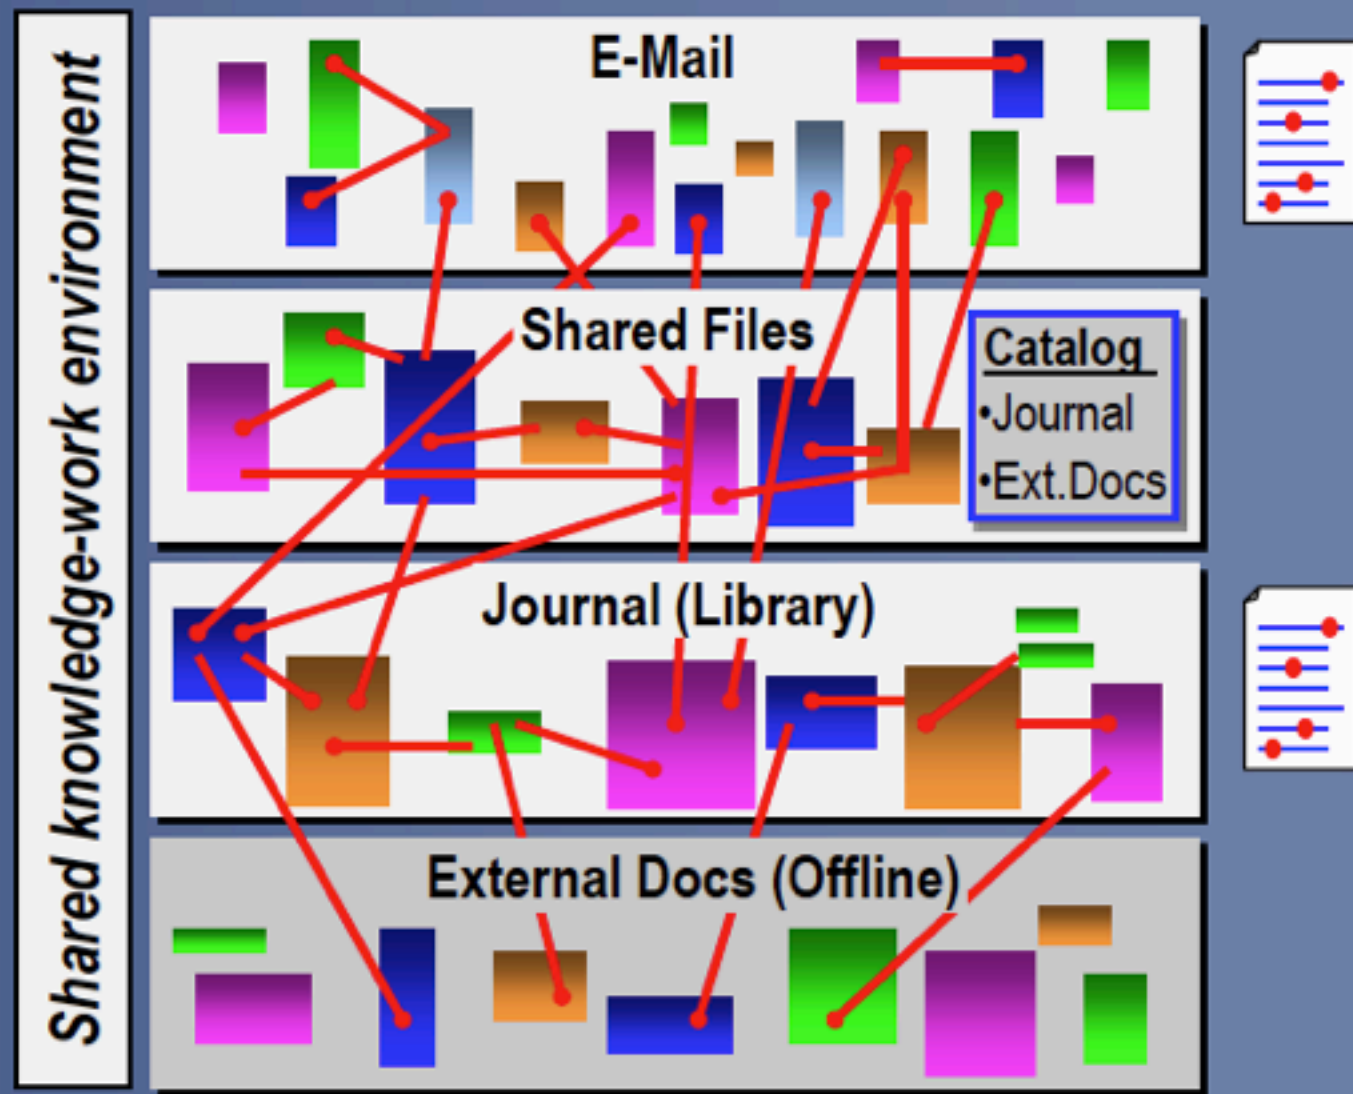 Shared knowledge-work environment
E-Mail
Shared Files
Catalog
•Journal
•Ext.Docs
Journal (Library)
External Docs (Offline)